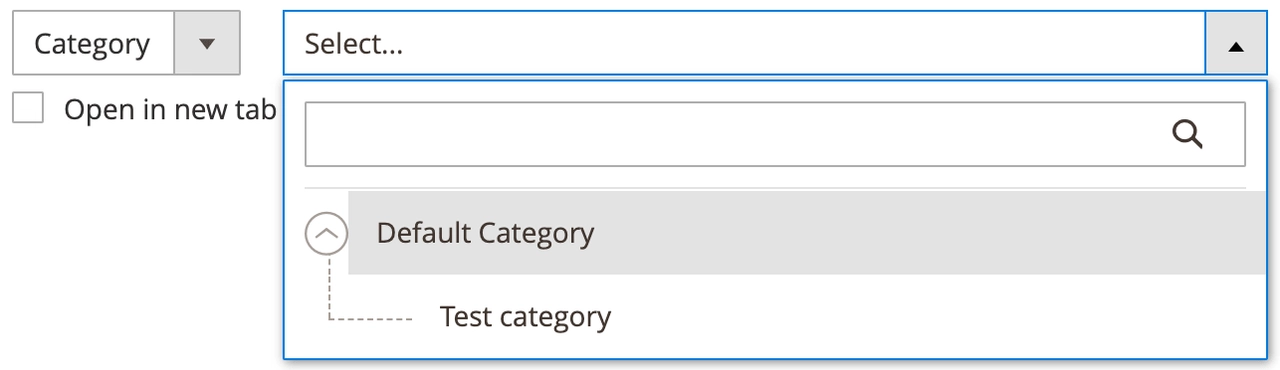 Category
Select...
Open in new tab
Default Category
Test category